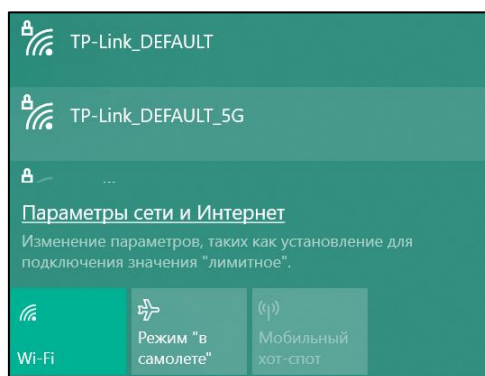 TP-Link_DEFAULT
TP-Link_DEFAULT_5G
...
Параметры сети и Интернет
Изменение параметров, таких как установление для
подключения значения "лимитное".
Wi-Fi
Режим "в
самолете"
Мобильный
хот-спот